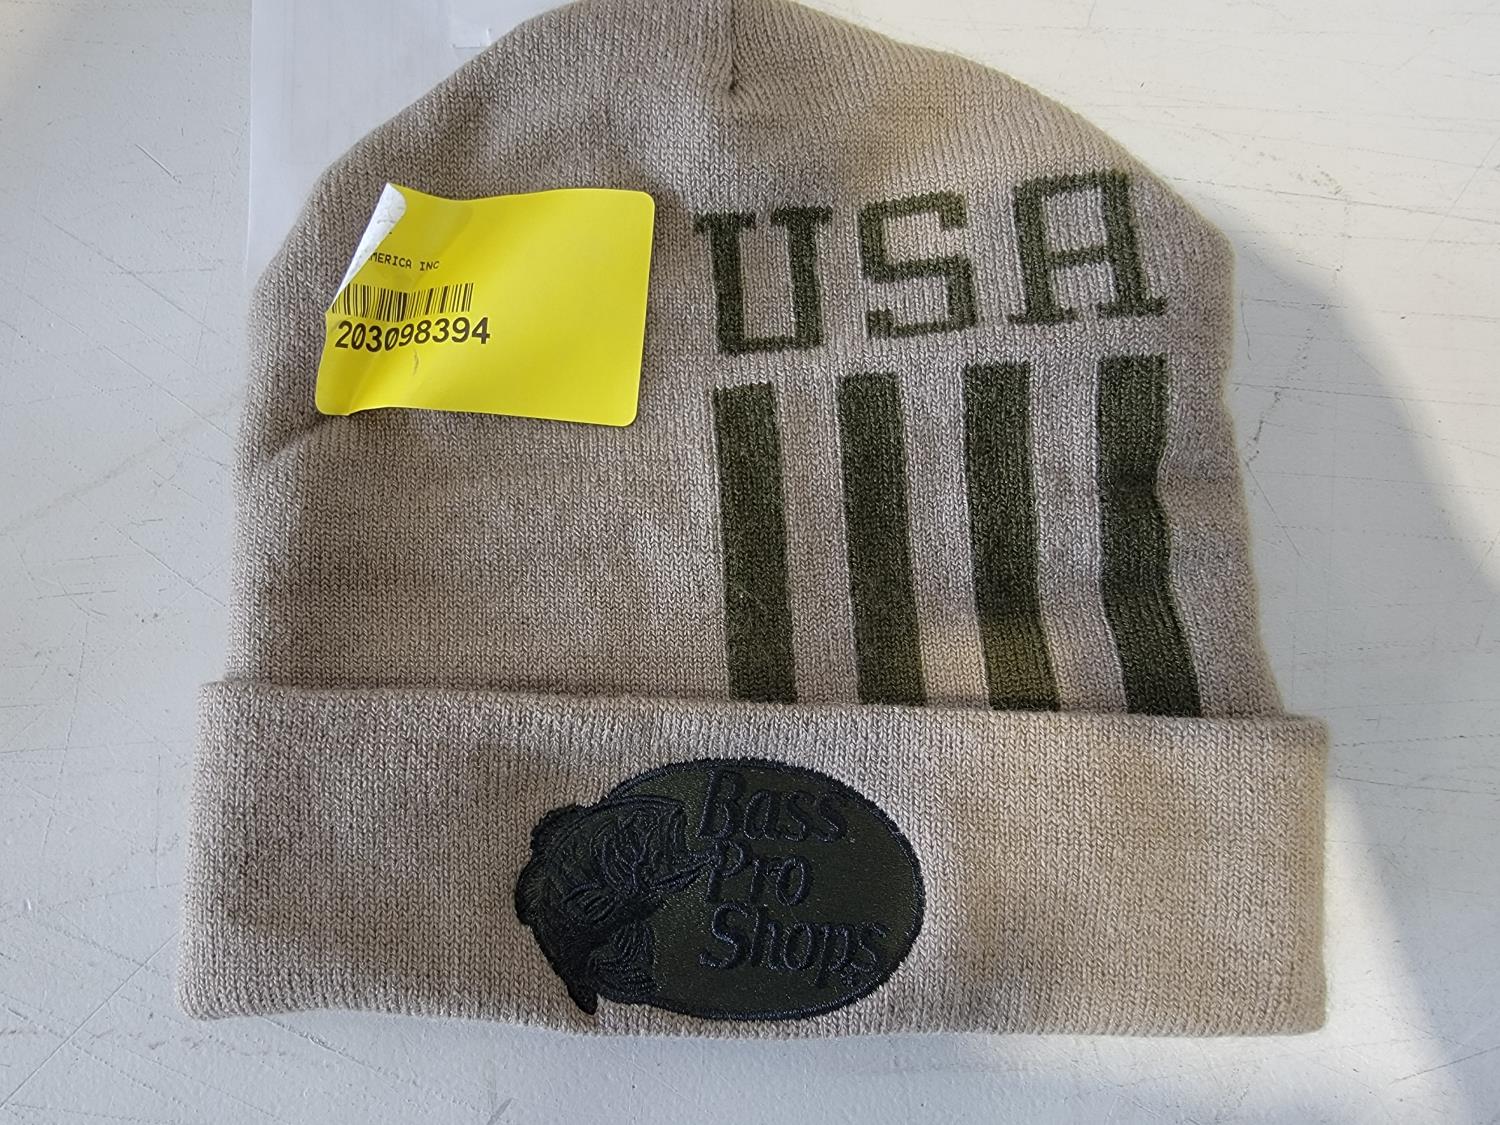 USA
MERICA INC
203098394
Bass
Pro
Shops